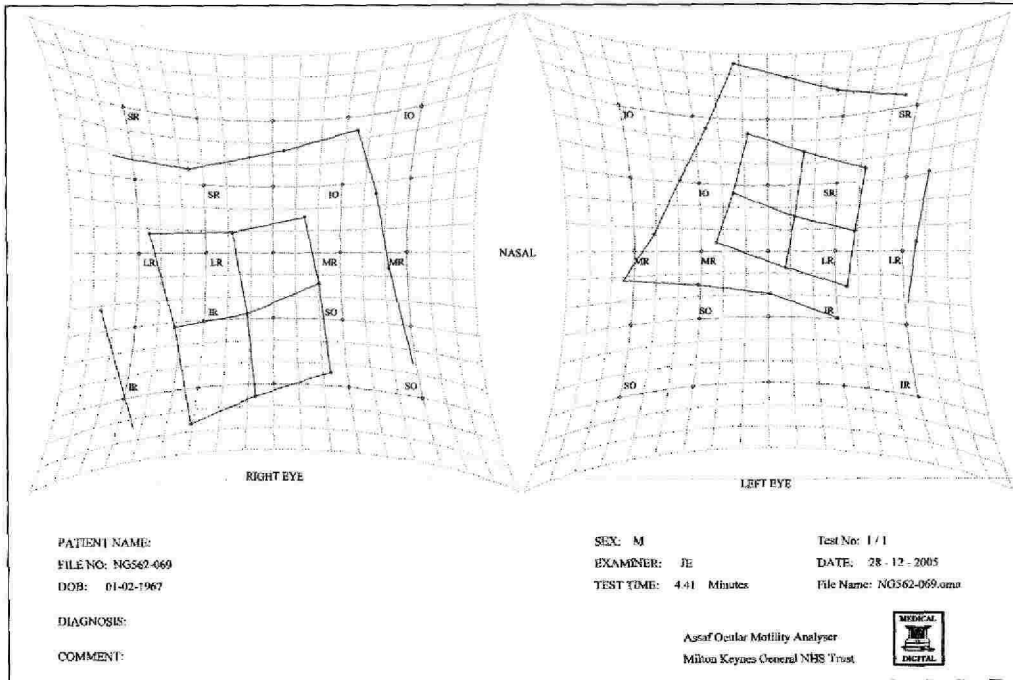 SR IO IO SR
SR IO IO SR
NASAL
LR LR MR MR MR MR LR LR
IR SO SO IR
IR SO SO IR
RIGHT EYE LEFT EYE
PATIENT NAME: SEX: M Test No: 1 / 1
FILE NO: NG562-069 EXAMINER: JE DATE: 28 - 12 - 2005
DOB: 01-02-1967 TEST TIME: 4.41 Minutes File Name: NG562-069.oma
DIAGNOSIS:
COMMENT:
Assaf Ocular Motility Analyser
Milton Keynes General NHS Trust
MEDICAL
DIGITAL